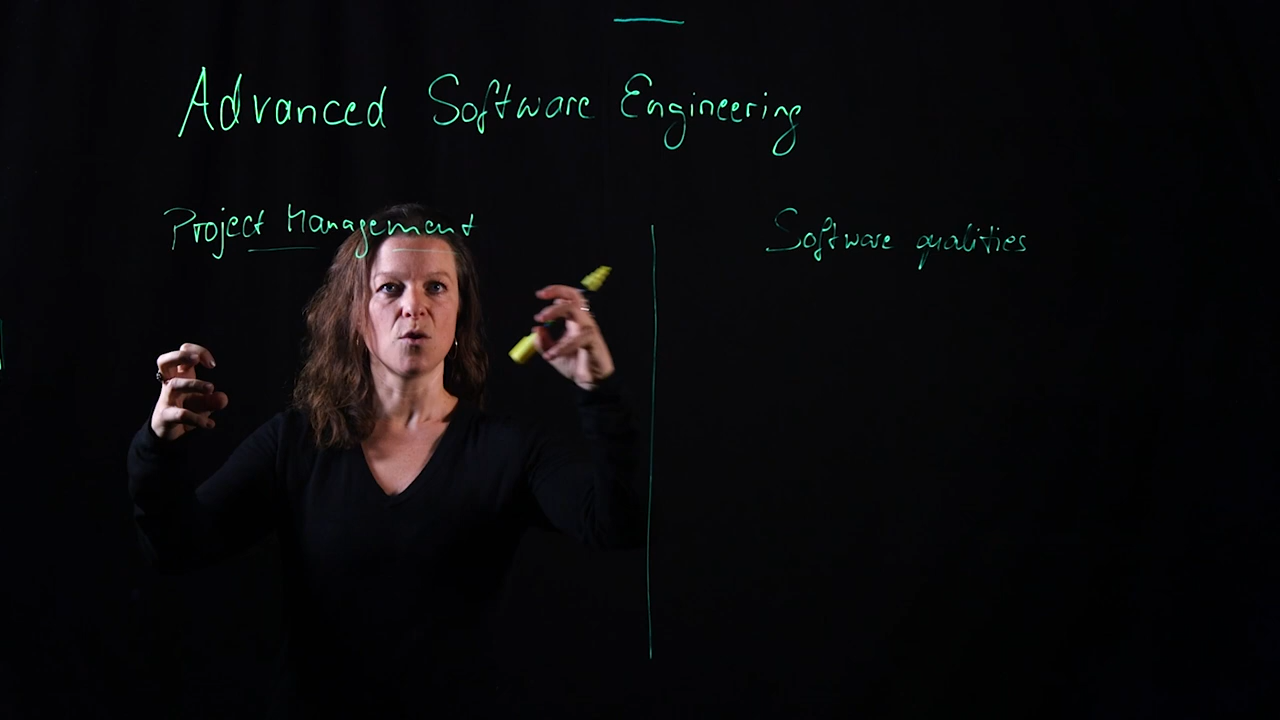 Advanced Software Engineering
Project Management
Software qualities